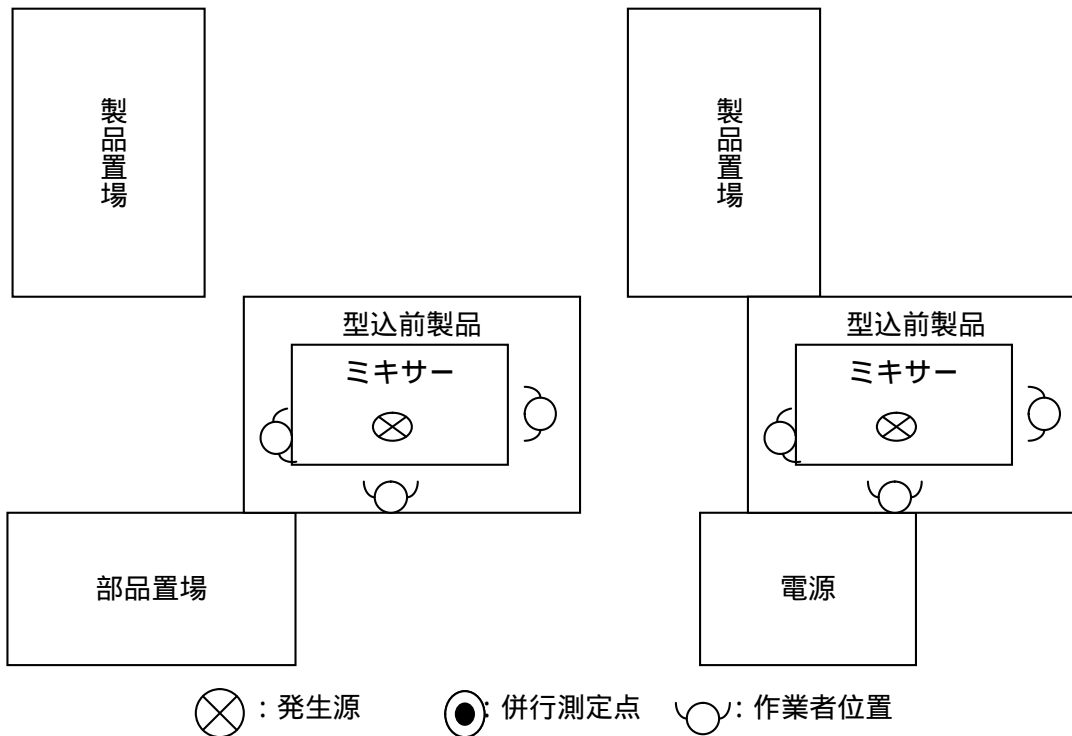 製品置場
製品置場
型込前製品
型込前製品
ミキサー
ミキサー
部品置場
電源
：発生源
：併行測定点
：作業者位置